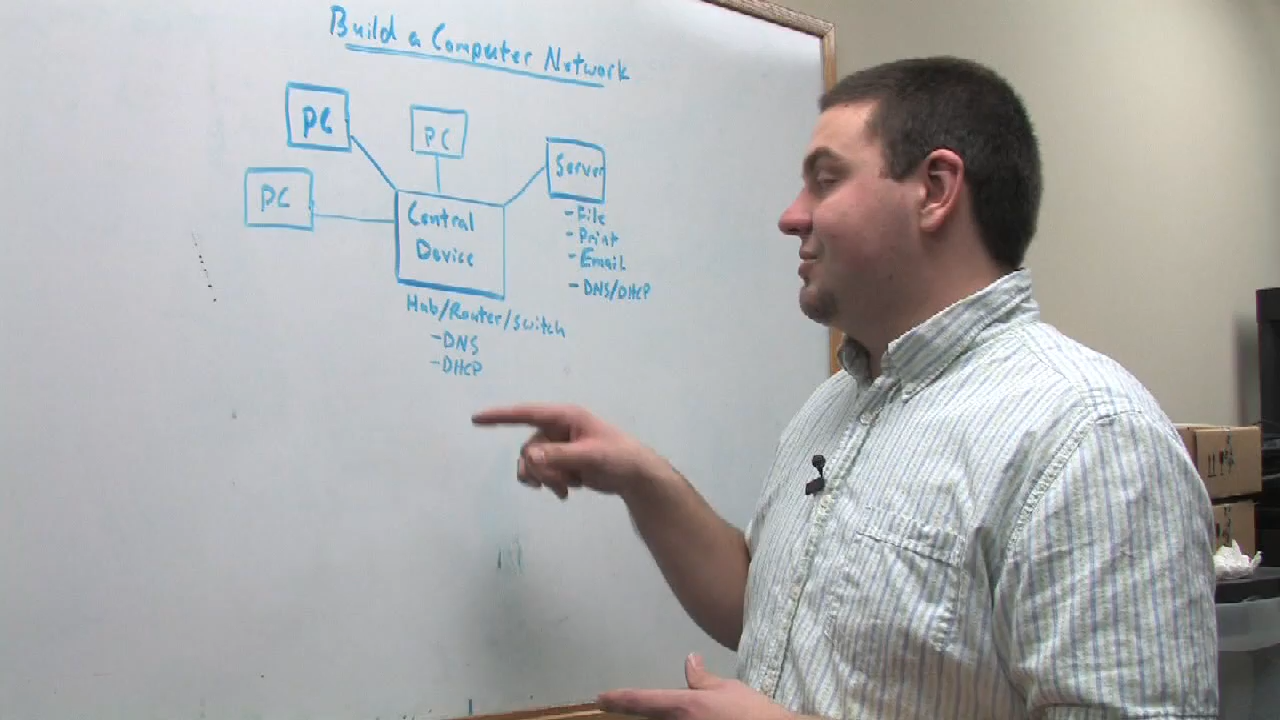 Build a Computer Network
PC
PC
PC
Server
- File
- Print
- Email
- DNS/DHCP
Central
Device
Hub/Router/Switch
- DNS
- DHCP